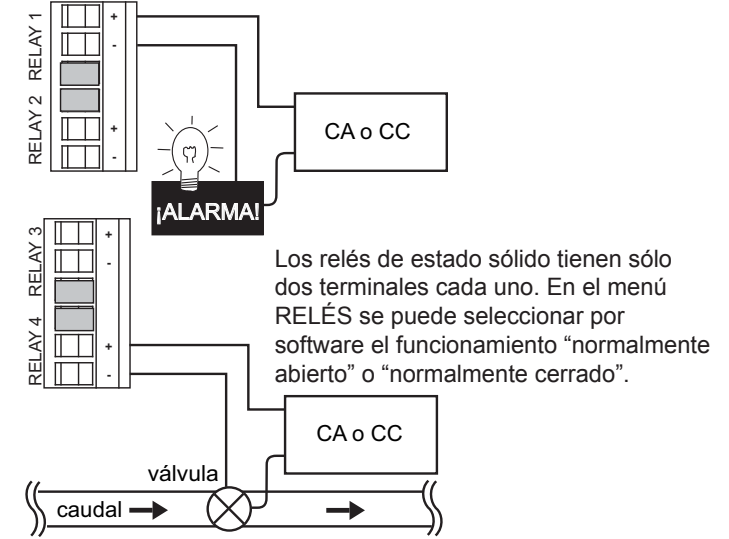 RELAY 1
+
-
RELAY 2
+
-
CA o CC
¡ALARMA!
RELAY 3
+
-
RELAY 4
+
-
Los relés de estado sólido tienen sólo
dos terminales cada uno. En el menú
RELÉS se puede seleccionar por
software el funcionamiento “normalmente
abierto” o “normalmente cerrado”.
CA o CC
válvula
caudal